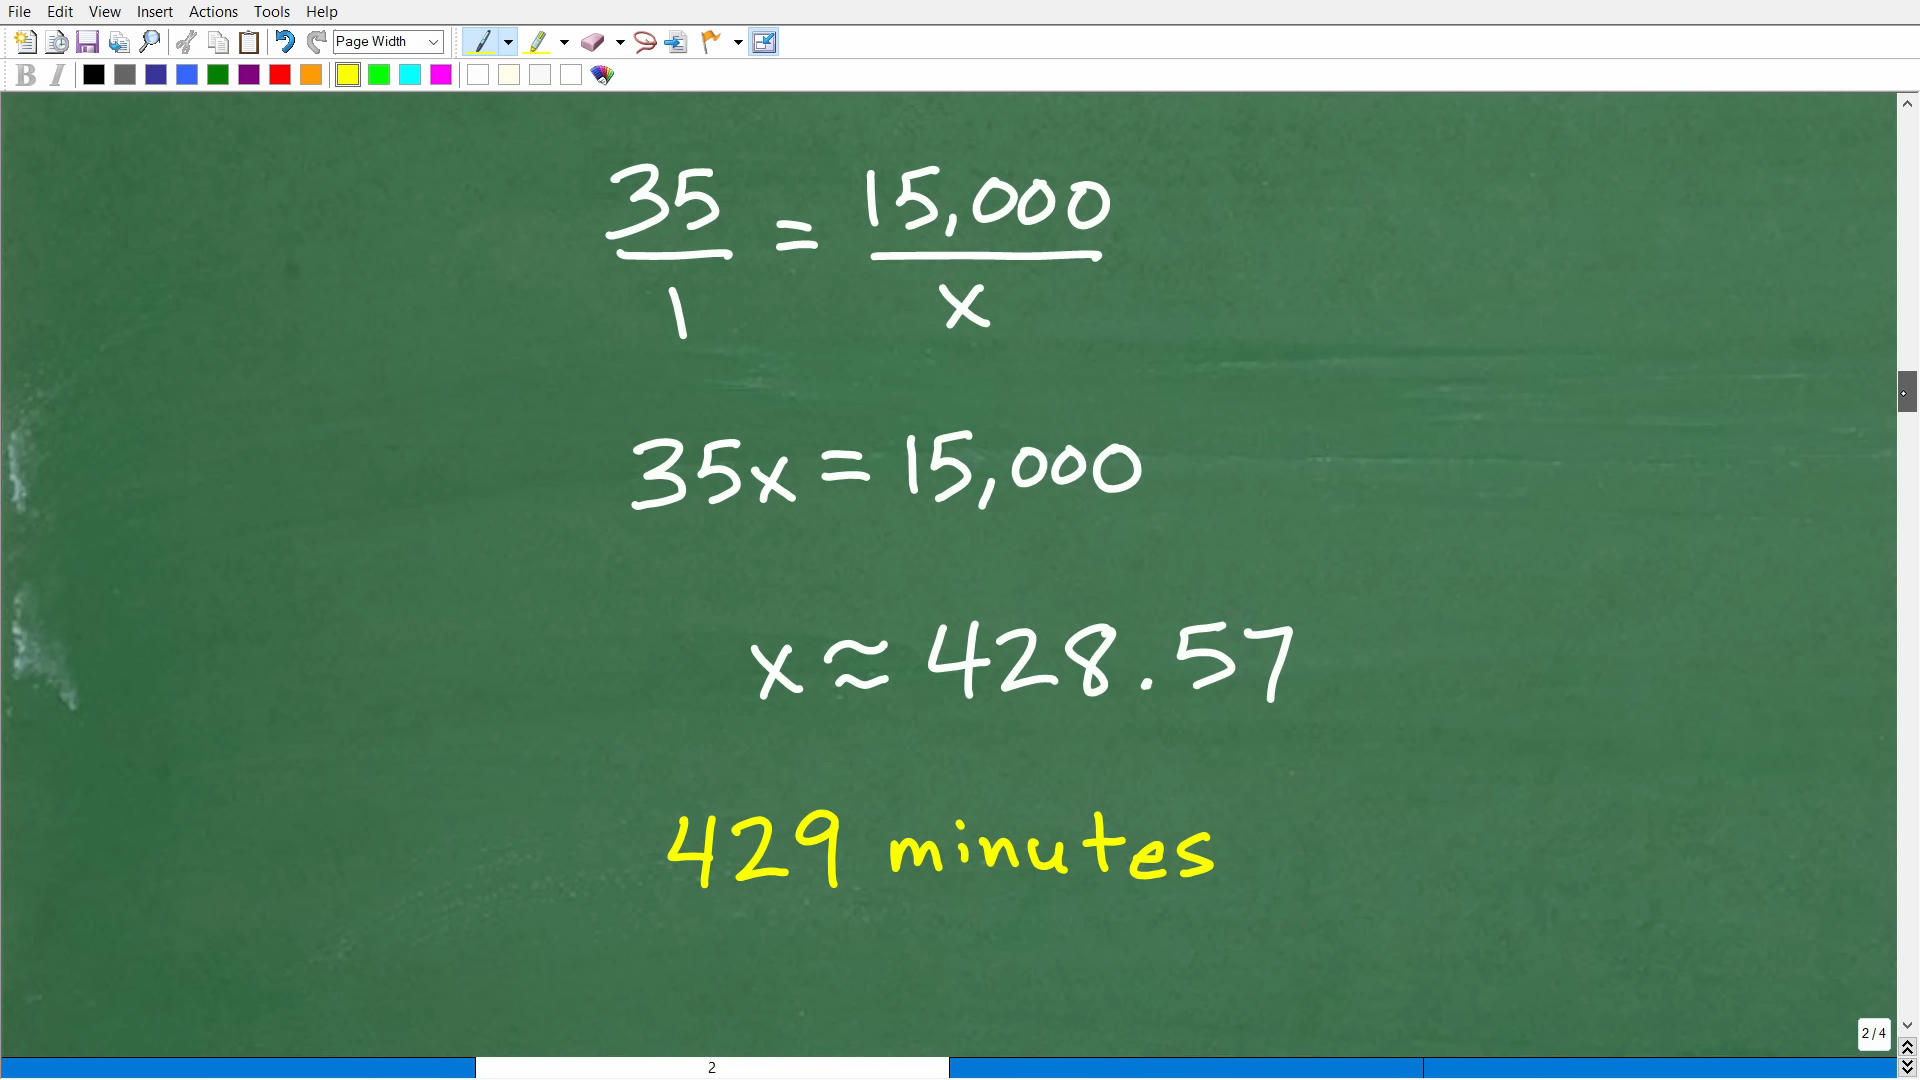 File Edit View Insert Actions Tools Help
Page Width
B I
35/1 = 15,000/x
35x = 15,000
x ≈ 428.57
429 minutes
2 / 4
2